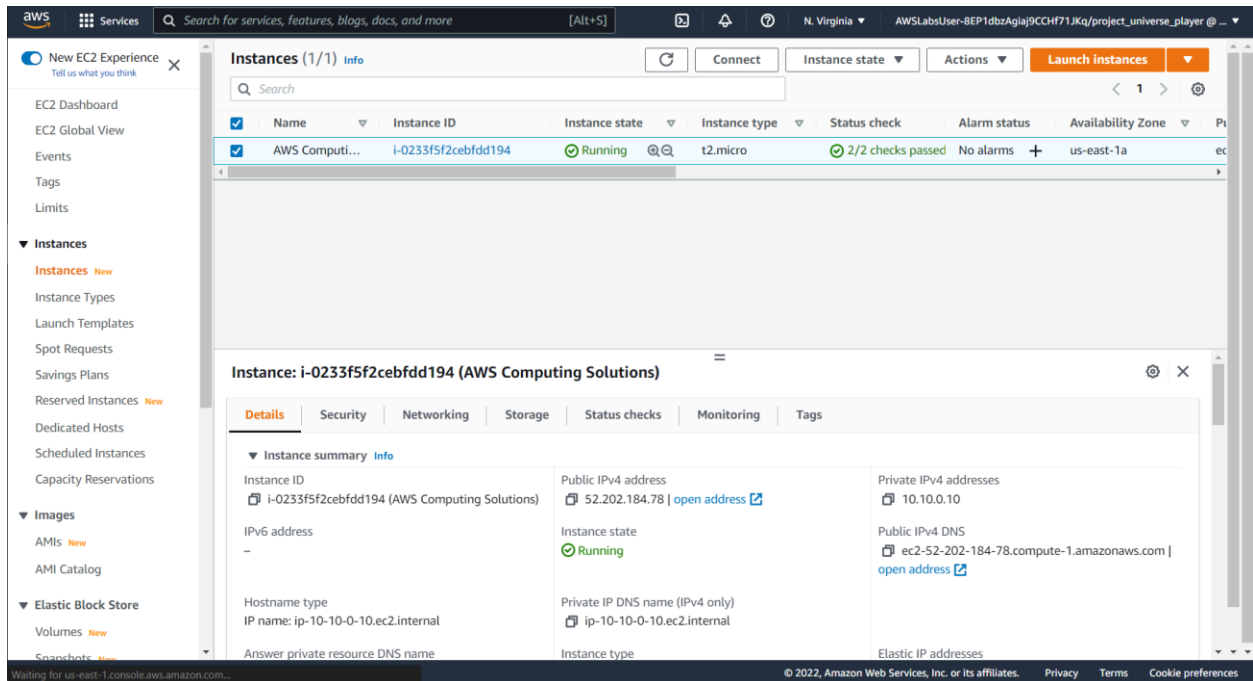 aws Services Search for services, features, blogs, docs, and more [Alt+S] N. Virginia ▼ AWSLabsUser-8EP1dbzAgiaj9CCHf71JKq/project_universe_player @ ... ▼
New EC2 Experience
Tell us what you think
EC2 Dashboard
EC2 Global View
Events
Tags
Limits
Instances
Instances New
Instance Types
Launch Templates
Spot Requests
Savings Plans
Reserved Instances New
Dedicated Hosts
Scheduled Instances
Capacity Reservations
Images
AMIs New
AMI Catalog
Elastic Block Store
Volumes New
Snapshots New
Instances (1/1) Info Connect Instance state ▼ Actions ▼ Launch instances ▼
Search < 1 >
Name Instance ID Instance state Instance type Status check Alarm status Availability Zone
AWS Computi... i-0233f5f2cebfdd194 Running t2.micro 2/2 checks passed No alarms + us-east-1a ec
Instance: i-0233f5f2cebfdd194 (AWS Computing Solutions)
Details Security Networking Storage Status checks Monitoring Tags
Instance summary Info
Instance ID Public IPv4 address Private IPv4 addresses
i-0233f5f2cebfdd194 (AWS Computing Solutions) 52.202.184.78 | open address 10.10.0.10
IPv6 address Instance state Public IPv4 DNS
– Running ec2-52-202-184-78.compute-1.amazonaws.com |
open address
Hostname type Private IP DNS name (IPv4 only)
IP name: ip-10-10-0-10.ec2.internal ip-10-10-0-10.ec2.internal
Answer private resource DNS name Instance type Elastic IP addresses
Waiting for us-east-1.console.aws.amazon.com... © 2022, Amazon Web Services, Inc. or its affiliates. Privacy Terms Cookie preferences